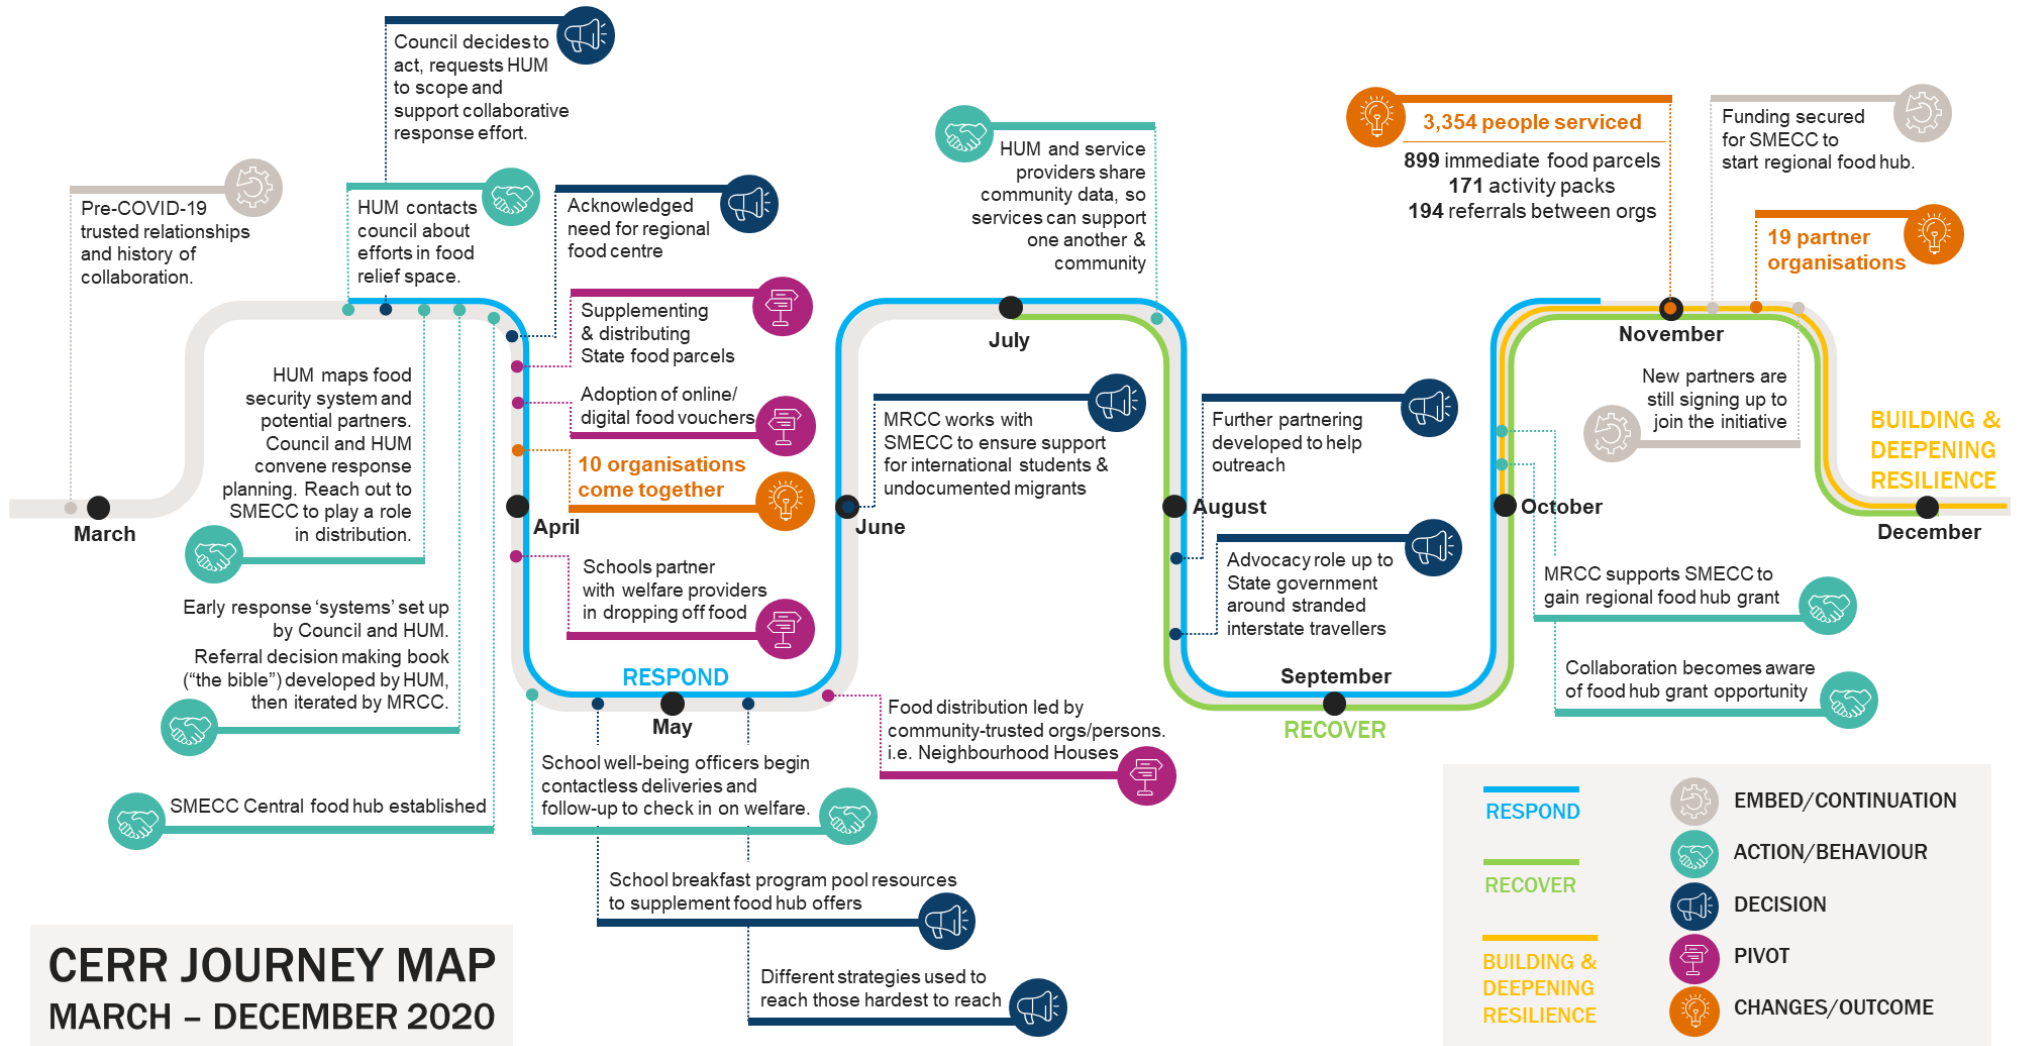 Council decides to
act, requests HUM
to scope and
support collaborative
response effort.
Pre-COVID-19
trusted relationships
and history of
collaboration.
HUM contacts
council about
efforts in food
relief space.
Acknowledged
need for regional
food centre
Supplementing
& distributing
State food parcels
Adoption of online/
digital food vouchers
10 organisations
come together
Schools partner
with welfare providers
in dropping off food
HUM maps food
security system and
potential partners.
Council and HUM
convene response
planning. Reach out to
SMECC to play a role
in distribution.
Early response ‘systems’ set up
by Council and HUM.
Referral decision making book
(“the bible”) developed by HUM,
then iterated by MRCC.
SMECC Central food hub established
March
April
RESPOND
May
School well-being officers begin
contactless deliveries and
follow-up to check in on welfare.
School breakfast program pool resources
to supplement food hub offers
Different strategies used to
reach those hardest to reach
Food distribution led by
community-trusted orgs/persons.
i.e. Neighbourhood Houses
June
MRCC works with
SMECC to ensure support
for international students &
undocumented migrants
July
HUM and service
providers share
community data, so
services can support
one another &
community
August
Further partnering
developed to help
outreach
Advocacy role up to
State government
around stranded
interstate travellers
September
RECOVER
October
MRCC supports SMECC to
gain regional food hub grant
Collaboration becomes aware
of food hub grant opportunity
3,354 people serviced
899 immediate food parcels
171 activity packs
194 referrals between orgs
Funding secured
for SMECC to
start regional food hub.
19 partner
organisations
November
New partners are
still signing up to
join the initiative
BUILDING &
DEEPENING
RESILIENCE
December
RESPOND
RECOVER
BUILDING &
DEEPENING
RESILIENCE
EMBED/CONTINUATION
ACTION/BEHAVIOUR
DECISION
PIVOT
CHANGES/OUTCOME
CERR JOURNEY MAP
MARCH – DECEMBER 2020